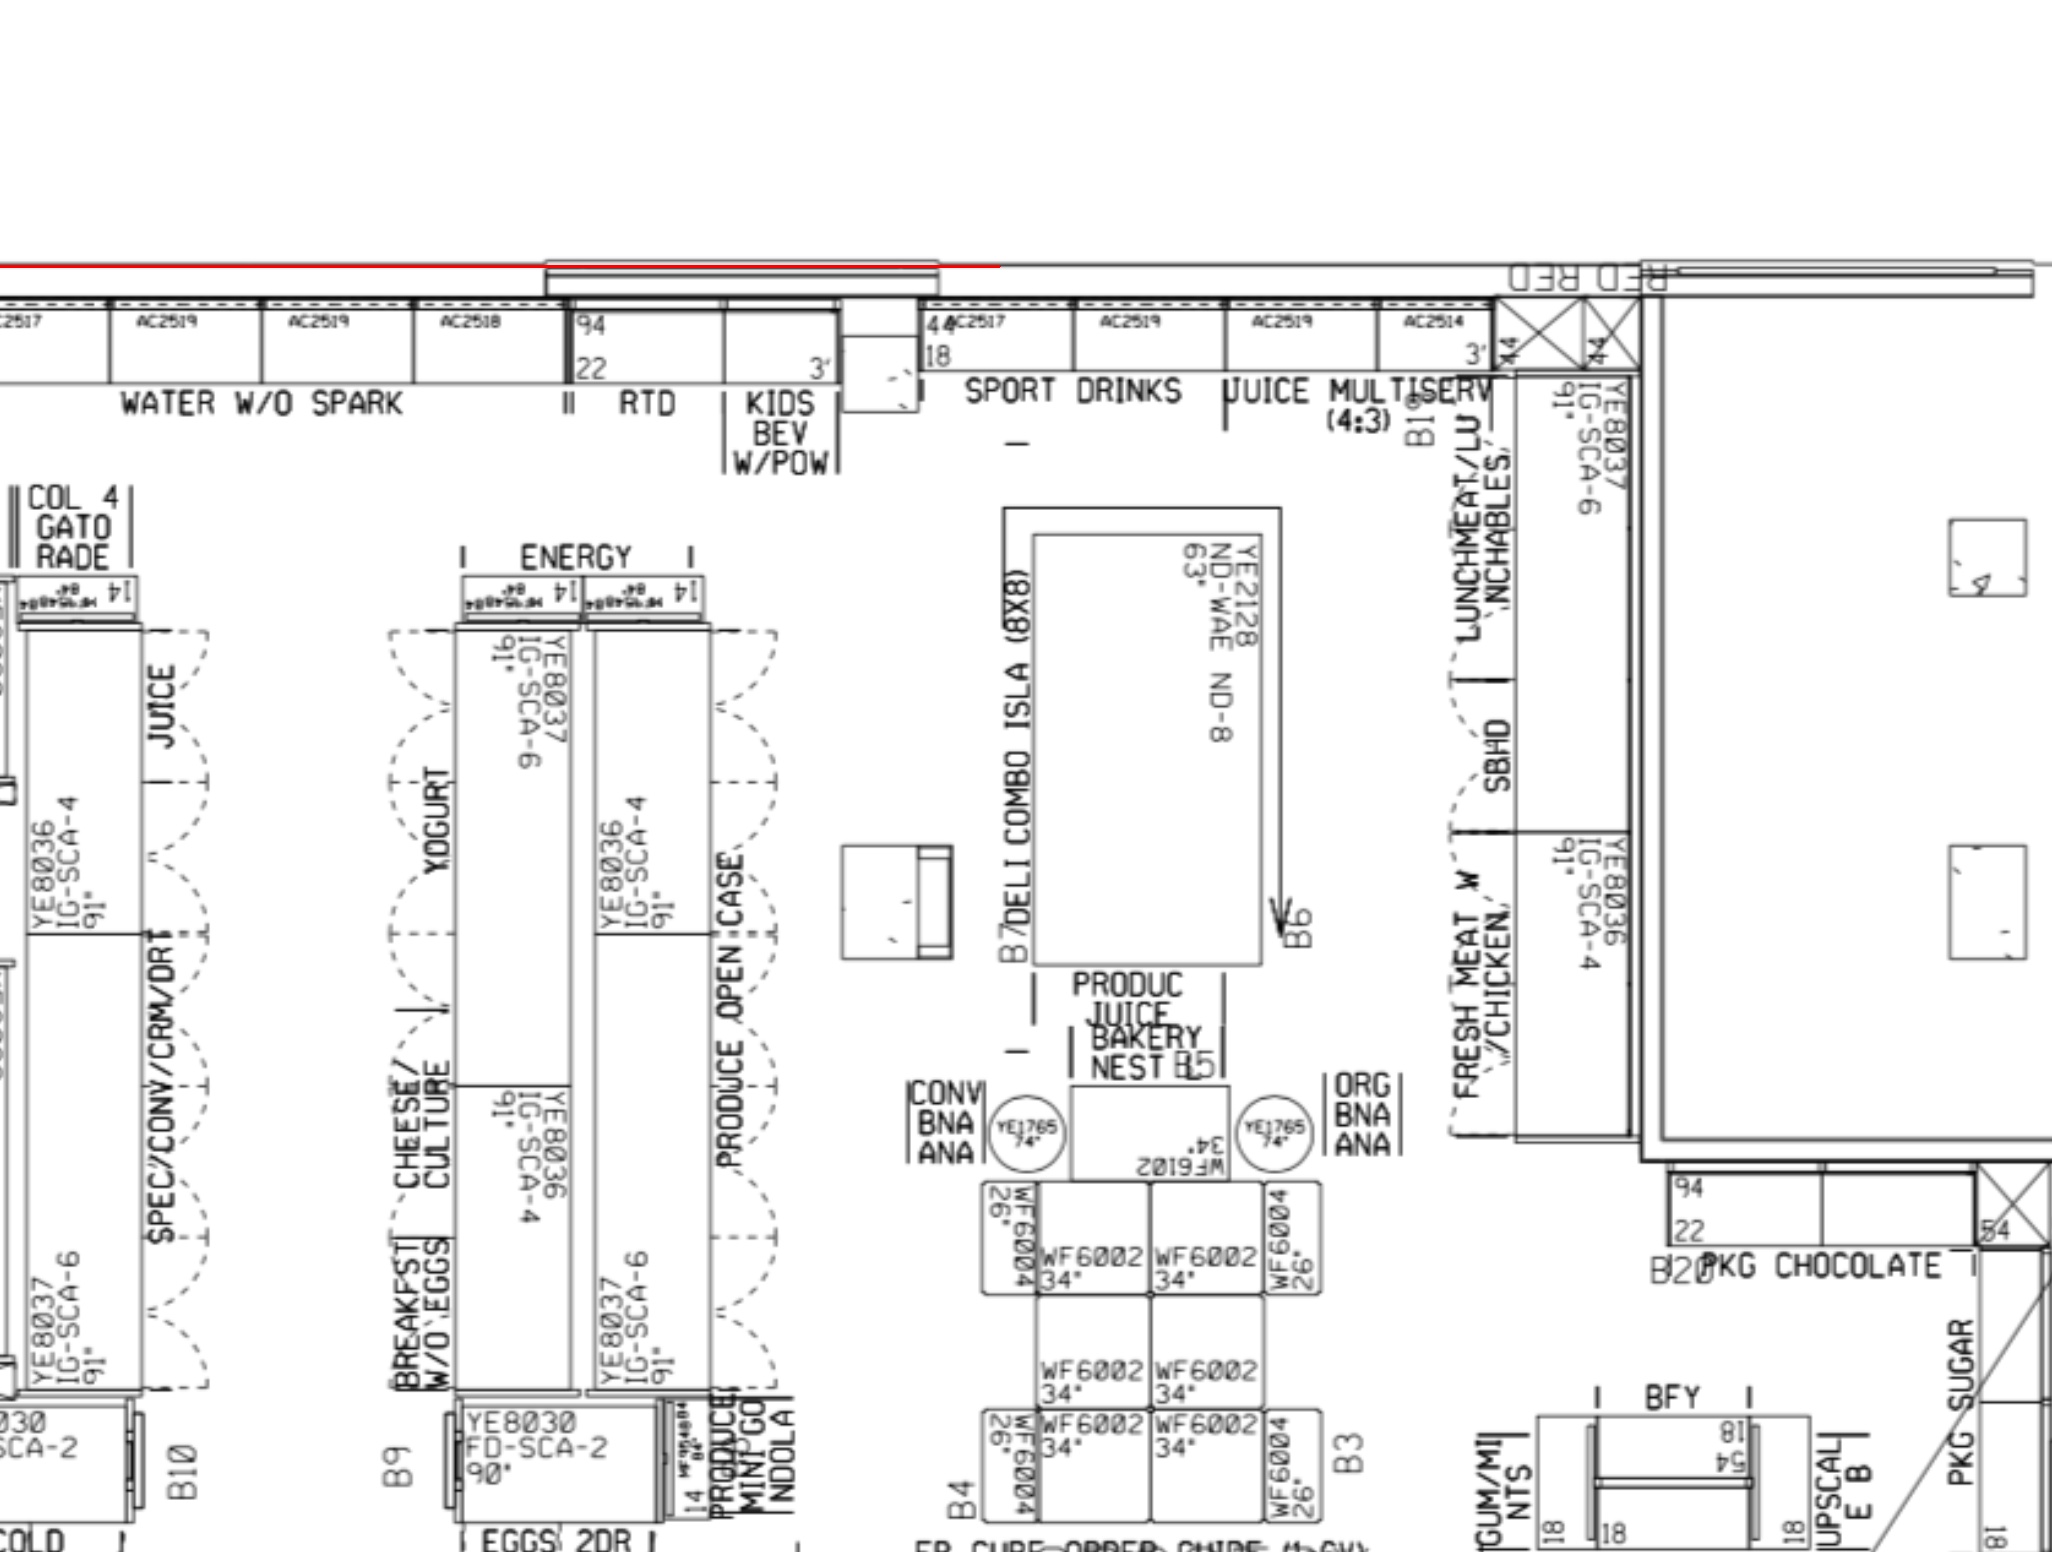 RED RED
AC2519
AC2519
AC2518
94
22
3'
44
AC2517
18
AC2519
AC2519
AC2514
3'
44
44
WATER W/O SPARK
RTD
KIDS
BEV
W/POW
SPORT DRINKS
JUICE MULTISERV
(4:3)
B19
COL 4
GATO
RADE
ENERGY
14
84"
14
84"
14
84"
JUICE
SPEC/CONV/CRM/DRT
YE8036
IG-SCA-4
91"
YE8037
IG-SCA-6
91"
YOGURT
CHEESE/
CULTURE
BREAKFST
W/O EGGS
YE8037
IG-SCA-6
91"
YE8036
IG-SCA-4
91"
YE8036
IG-SCA-4
91"
YE8037
IG-SCA-6
91"
PRODUCE OPEN CASE
B7
DELI COMBO ISLA (8X8)
YE2128
ND-WAE ND-8
63"
B6
LUNCHMEAT/LU
NCHABLES
SBHD
FRESH MEAT W
/CHICKEN
YE8037
IG-SCA-6
91"
YE8036
IG-SCA-4
91"
PRODUC
JUICE
BAKERY
NEST L
B5
CONV
BNA
ANA
YE1765
74"
WF6102
34"
YE1765
74"
ORG
BNA
ANA
WF6004
26"
WF6002
34"
WF6002
34"
WF6004
26"
WF6002
34"
WF6002
34"
WF6004
26"
WF6002
34"
WF6002
34"
WF6004
26"
B4
B3
94
22
54
B20
PKG CHOCOLATE
PKG SUGAR
BFY
GUM/MI
NTS
18
54
18
18
18
UPSCAL
E B
18
SCA-2
B10
B9
YE8030
FD-SCA-2
90"
14
84"
PRODUCE
MINI GO
NDOLA
COLD
EGGS 2DR